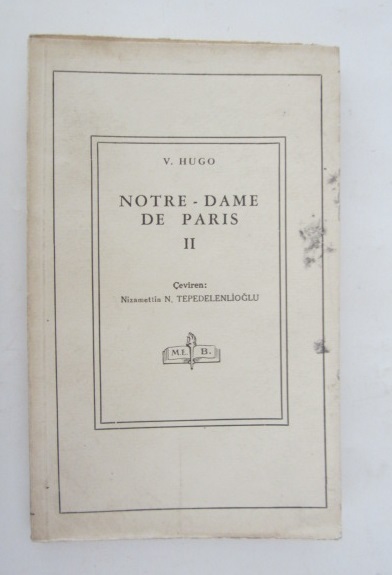 V. HUGO
NOTRE - DAME
DE PARIS
II
Çeviren:
Nizamettin N. TEPEDELENLİOĞLU
M.E. B.